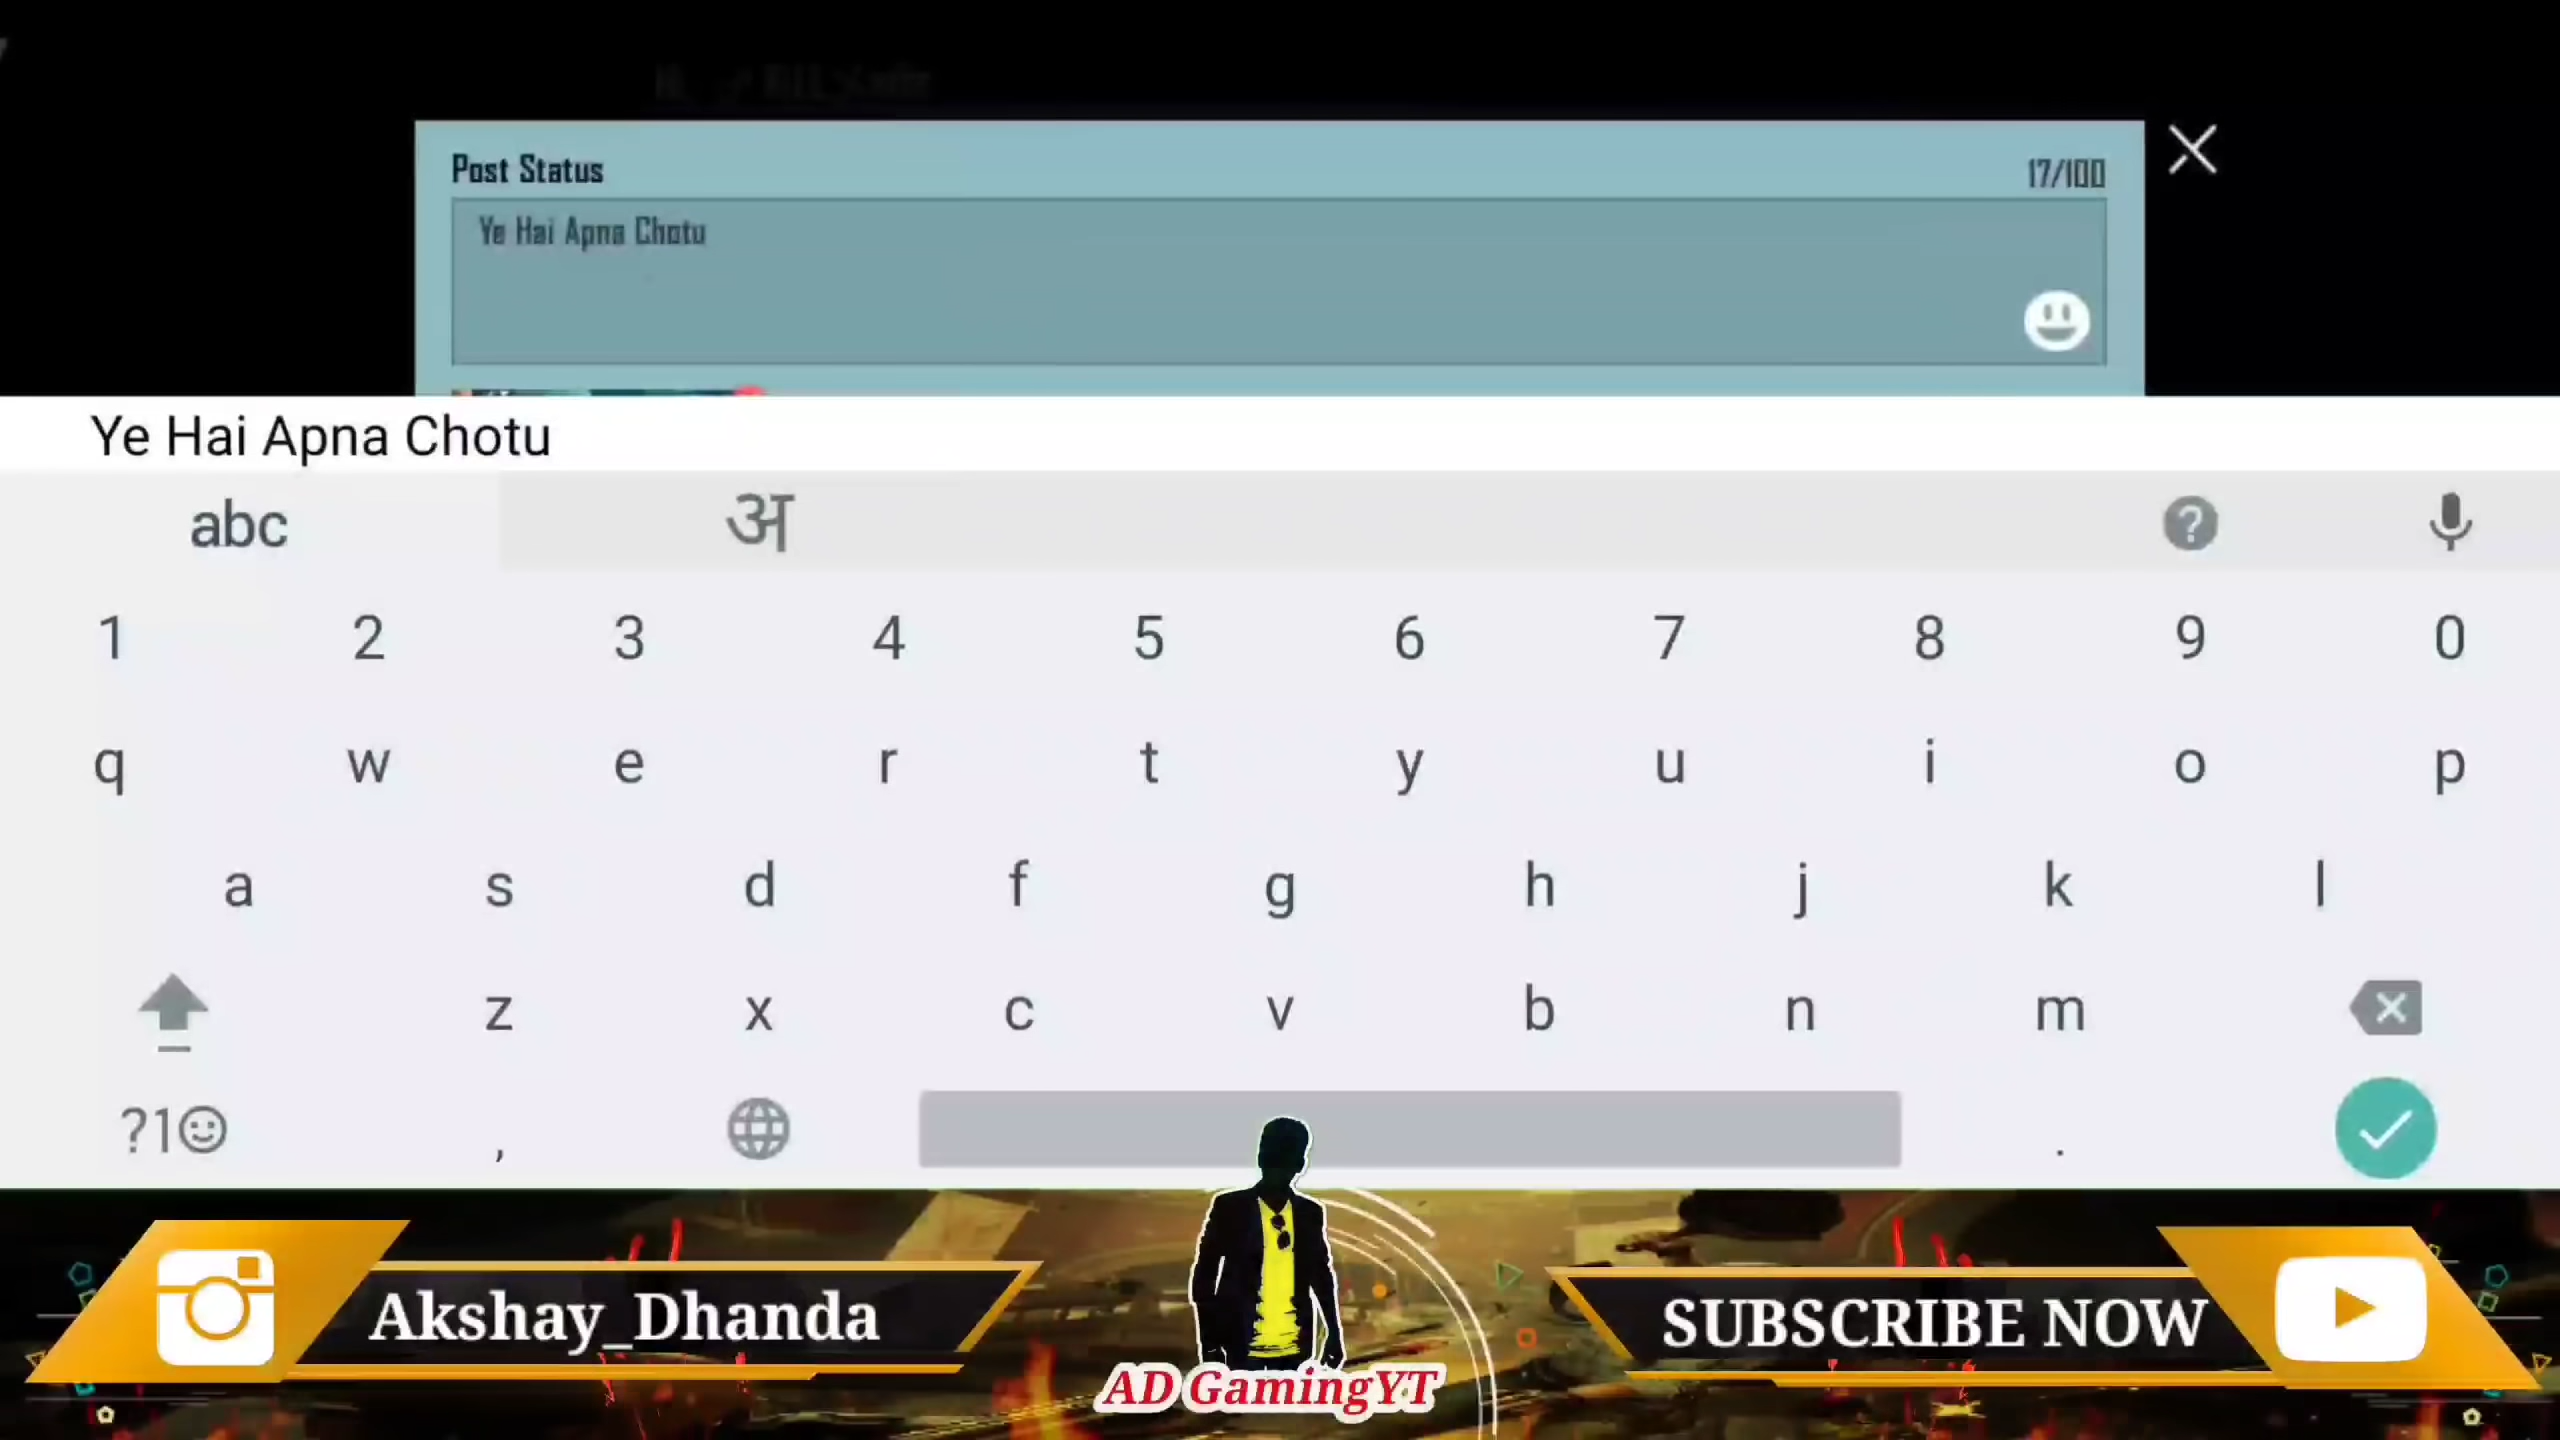 Post Status
17/100
Ye Hai Apna Chotu
Ye Hai Apna Chotu
abc अ
1 2 3 4 5 6 7 8 9 0
q w e r t y u i o p
a s d f g h j k l
z x c v b n m
?1☺ , .
Akshay_Dhanda
SUBSCRIBE NOW
AD GamingYT